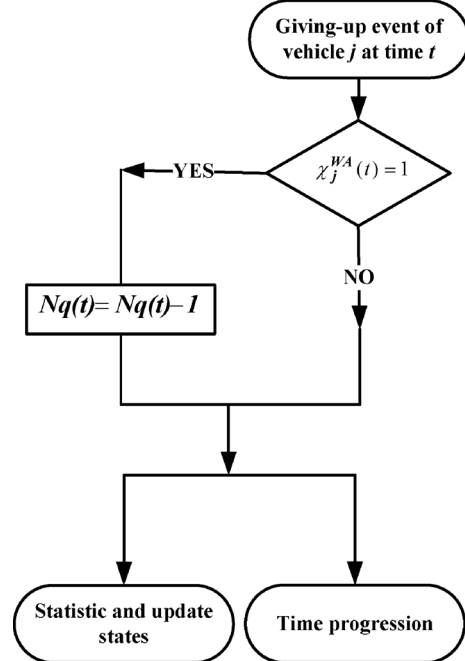 Giving-up event of
vehicle j at time t
χ_j^{WA}(t)=1
YES
NO
Nq(t)= Nq(t)–1
Statistic and update
states
Time progression